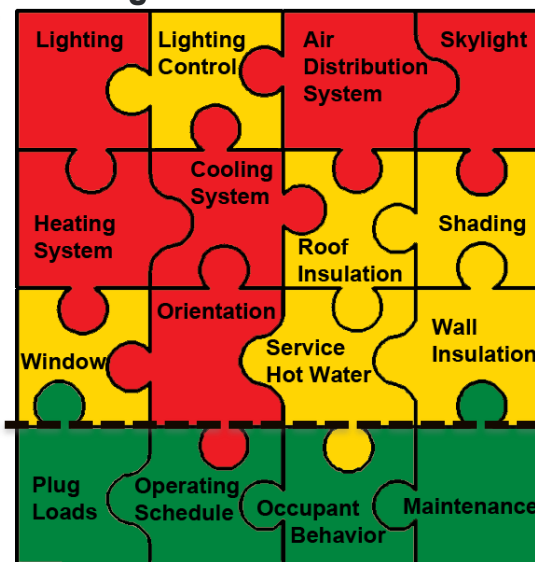 Lighting
Lighting
Control
Air
Distribution
System
Skylight
Heating
System
Cooling
System
Roof
Insulation
Shading
Window
Orientation
Service
Hot Water
Wall
Insulation
Plug
Loads
Operating
Schedule
Occupant
Behavior
Maintenance